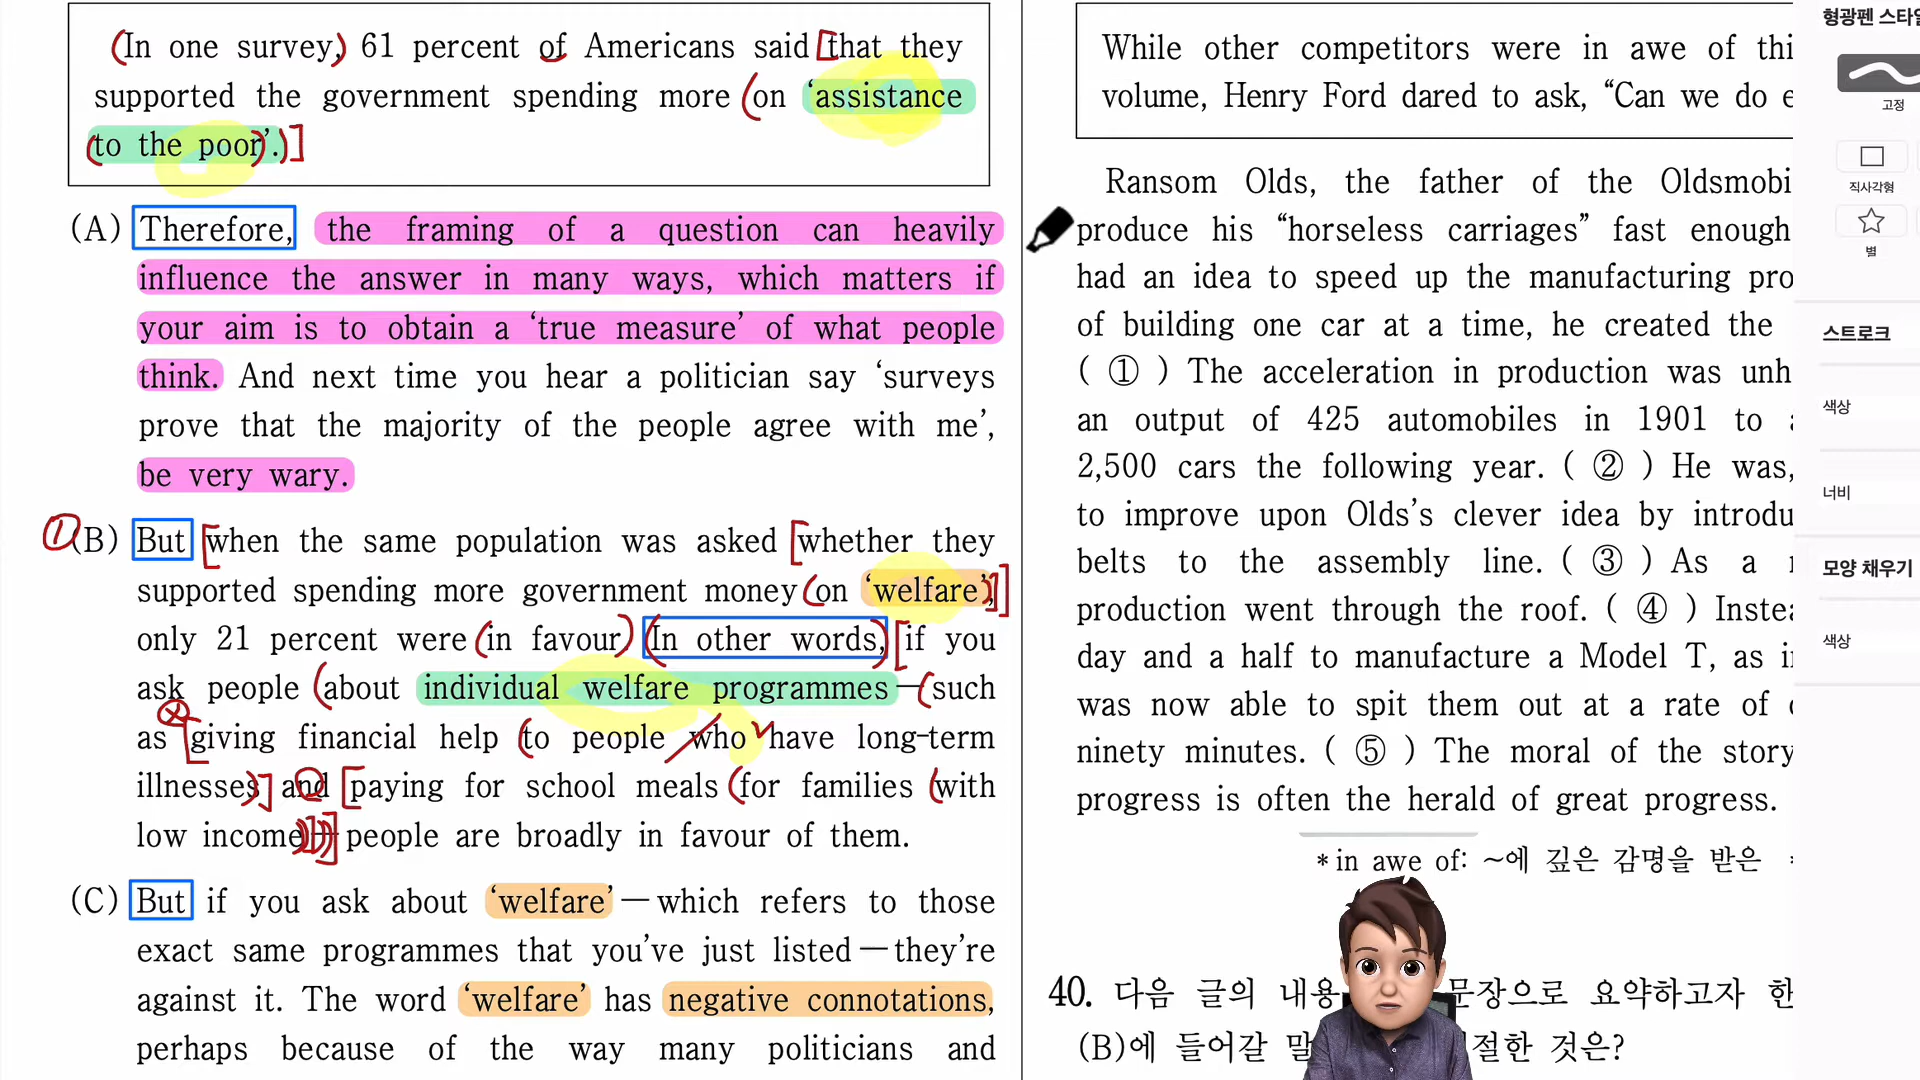 In one survey, 61 percent of Americans said that they
supported the government spending more on ‘assistance
to the poor’.
(A) Therefore, the framing of a question can heavily
influence the answer in many ways, which matters if
your aim is to obtain a ‘true measure’ of what people
think. And next time you hear a politician say ‘surveys
prove that the majority of the people agree with me’,
be very wary.
① (B) But when the same population was asked whether they
supported spending more government money on ‘welfare’,
only 21 percent were in favour. In other words, if you
ask people about individual welfare programmes — such
as giving financial help to people who have long-term
illnesses and paying for school meals for families with
low income — people are broadly in favour of them.
(C) But if you ask about ‘welfare’ — which refers to those
exact same programmes that you’ve just listed — they’re
against it. The word ‘welfare’ has negative connotations,
perhaps because of the way many politicians and
While other competitors were in awe of
volume, Henry Ford dared to ask, “Can we do
Ransom Olds, the father of the
produce his “horseless carriages” fast enough
had an idea to speed up the manufacturing
of building one car at a time, he created the
( ① ) The acceleration in production was
an output of 425 automobiles in 1901 to
2,500 cars the following year. ( ② ) He was,
to improve upon Olds’s clever idea by
belts to the assembly line. ( ③ ) As a
production went through the roof. ( ④ )
day and a half to manufacture a Model T, as
was now able to spit them out at a rate of
ninety minutes. ( ⑤ ) The moral of the story
progress is often the herald of great progress.
* in awe of: ~에 깊은 감명을 받은 *
40. 다음 글의 내용 문장으로 요약하고자 한
(B)에 들어갈 말 절한 것은?
형광펜 스타일
고정
직사각형
별
스트로크
색상
너비
모양 채우기
색상